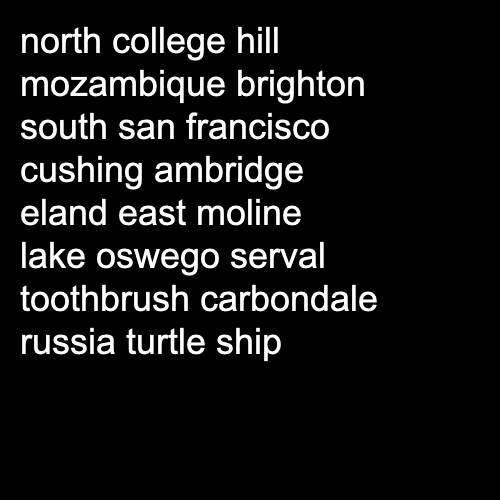 north college hill
mozambique brighton
south san francisco
cushing ambridge
eland east moline
lake oswego serval
toothbrush carbondale
russia turtle ship